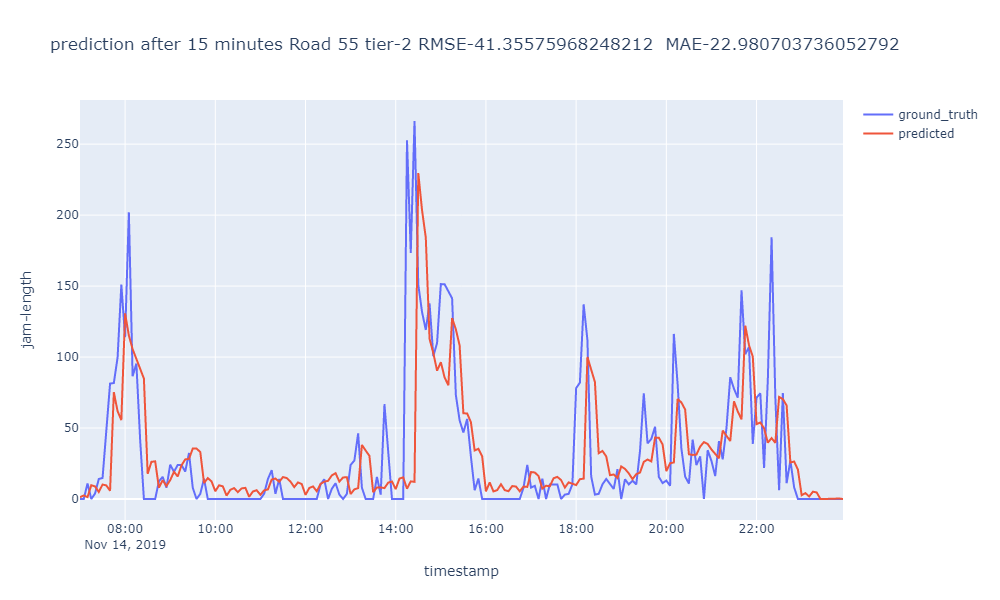 prediction after 15 minutes Road 55 tier-2 RMSE-41.35575968248212  MAE-22.980703736052792
ground_truth
predicted
250
200
150
100
50
0
jam-length
08:00 10:00 12:00 14:00 16:00 18:00 20:00 22:00
Nov 14, 2019
timestamp